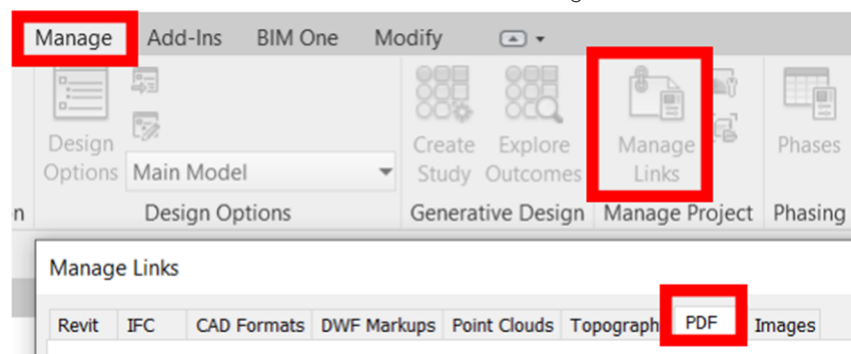 Manage Add-Ins BIM One Modify
Design Options
Main Model
Create Study
Explore Outcomes
Manage Links
Phases
n Design Options Generative Design Manage Project Phasing
Manage Links
Revit IFC CAD Formats DWF Markups Point Clouds Topograph PDF Images